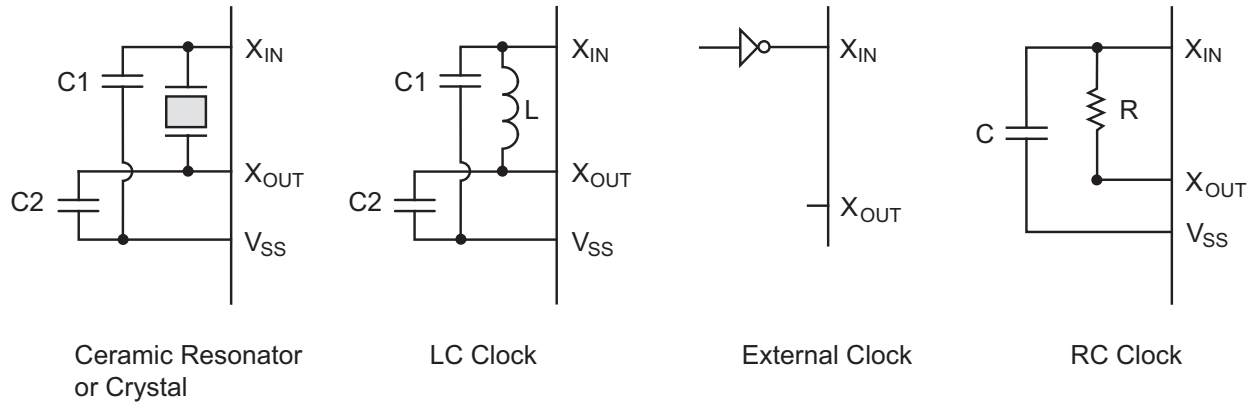 X_IN
C1
X_OUT
C2
V_SS
Ceramic Resonator
or Crystal
X_IN
C1
L
X_OUT
C2
V_SS
LC Clock
X_IN
X_OUT
External Clock
X_IN
R
C
X_OUT
V_SS
RC Clock